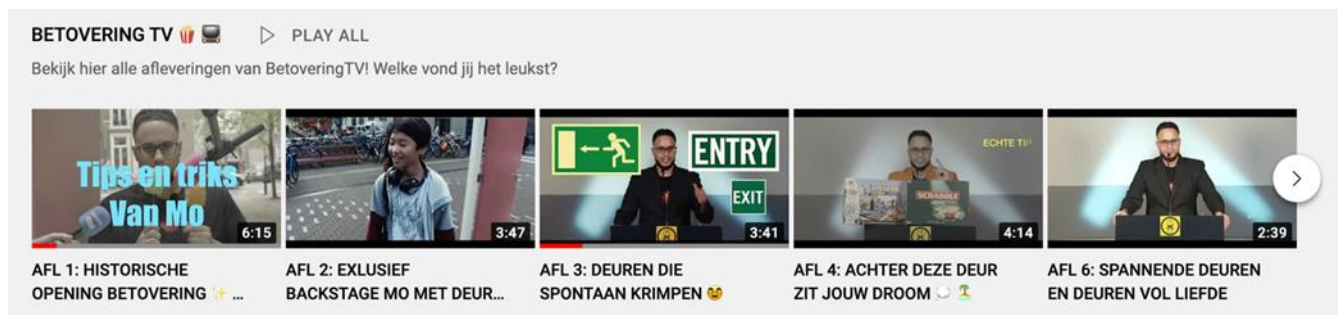 BETOVERING TV 🍿 📺 ▷ PLAY ALL
Bekijk hier alle afleveringen van BetoveringTV! Welke vond jij het leukst?
Tips en triks
Van Mo
6:15
3:47
ENTRY
EXIT
3:41
ECHTE TIP
SCRABBLE
4:14
2:39
AFL 1: HISTORISCHE
OPENING BETOVERING ✨ ...
AFL 2: EXLUSIEF
BACKSTAGE MO MET DEUR...
AFL 3: DEUREN DIE
SPONTAAN KRIMPEN 😲
AFL 4: ACHTER DEZE DEUR
ZIT JOUW DROOM 💭 🏝️
AFL 6: SPANNENDE DEUREN
EN DEUREN VOL LIEFDE